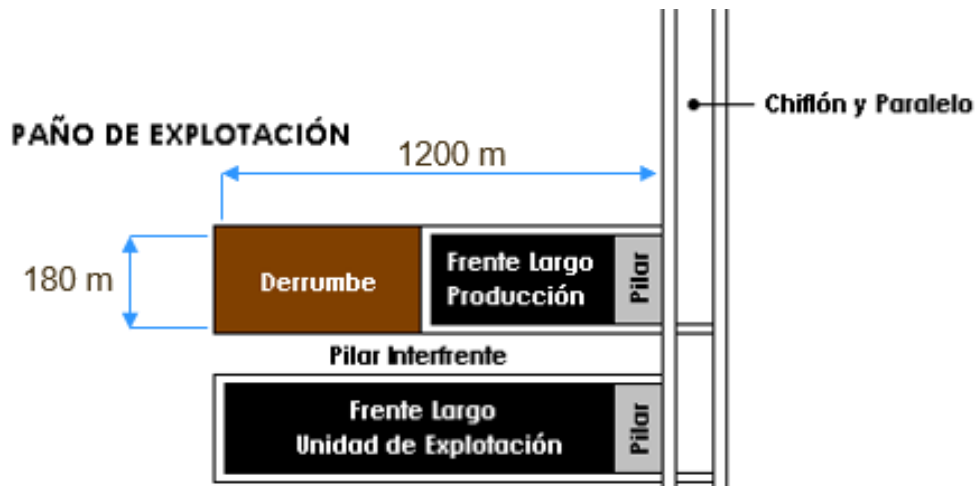 Chiflón y Paralelo
PAÑO DE EXPLOTACIÓN
1200 m
180 m
Derrumbe
Frente Largo
Producción
Pilar
Pilar Interfrente
Frente Largo
Unidad de Explotación
Pilar